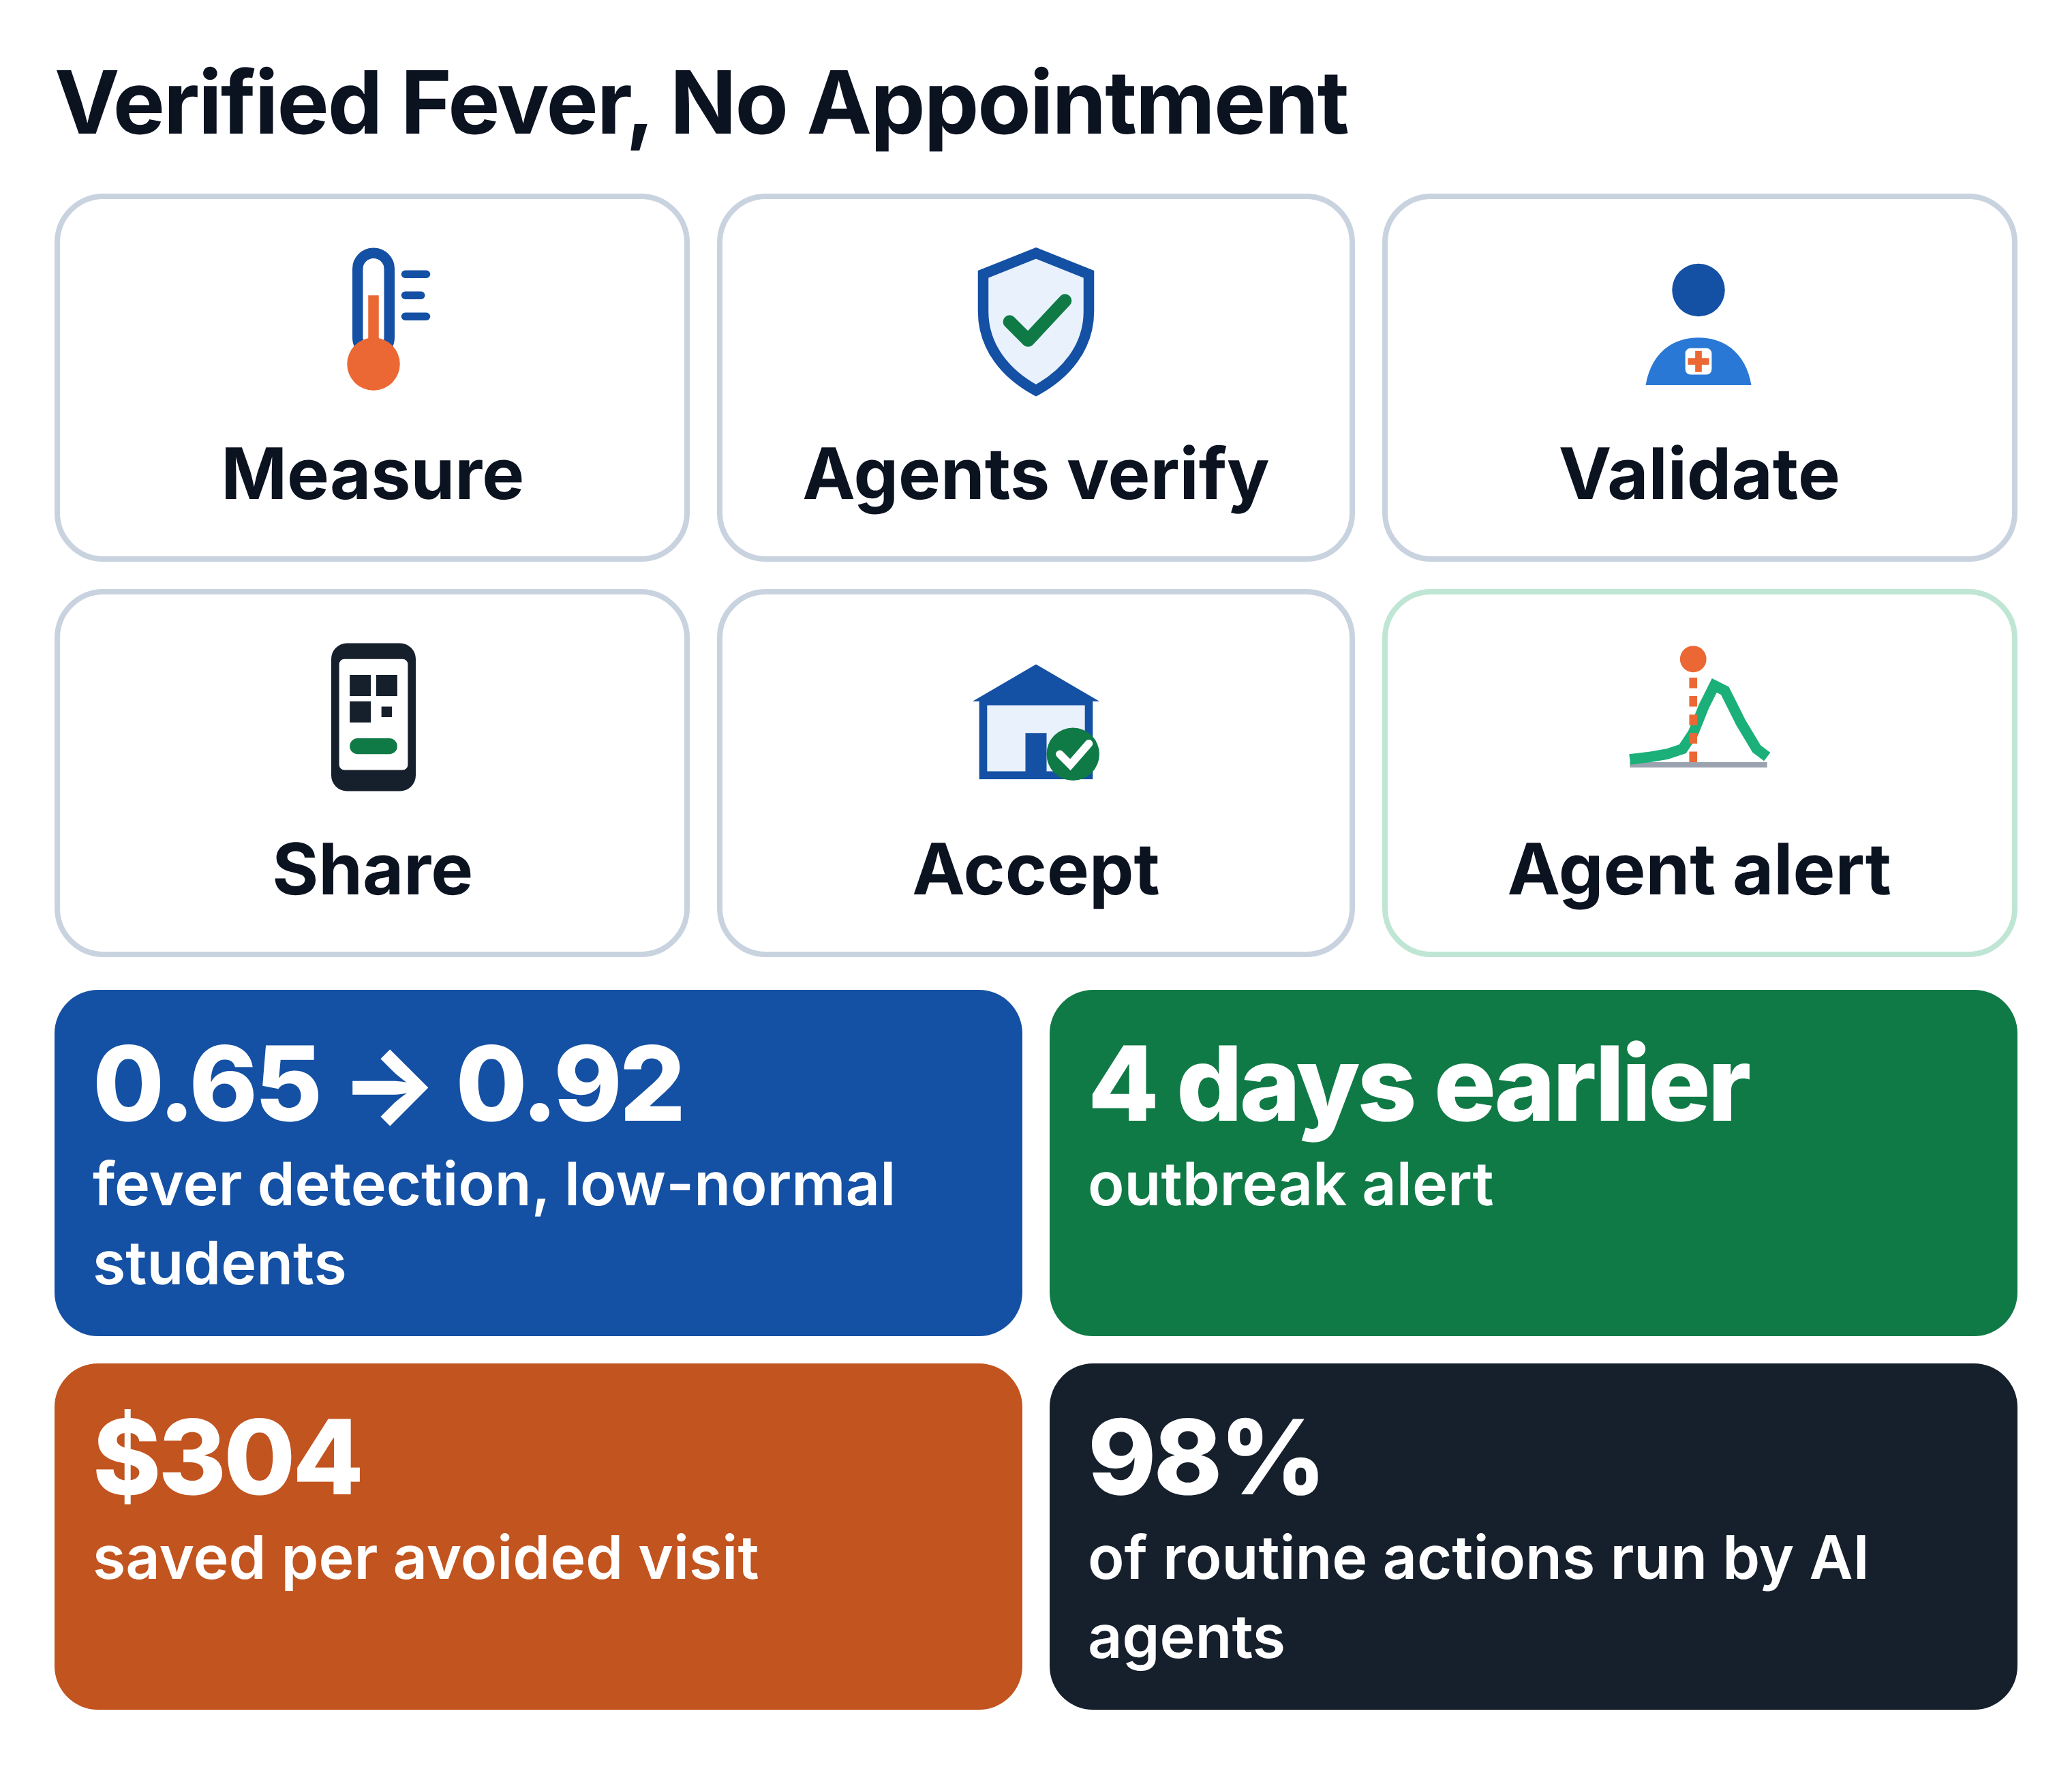 Verified Fever, No Appointment
Measure
Agents verify
Validate
Share
Accept
Agent alert
0.65 → 0.92
fever detection, low-normal
students
4 days earlier
outbreak alert
$304
saved per avoided visit
98%
of routine actions run by AI
agents